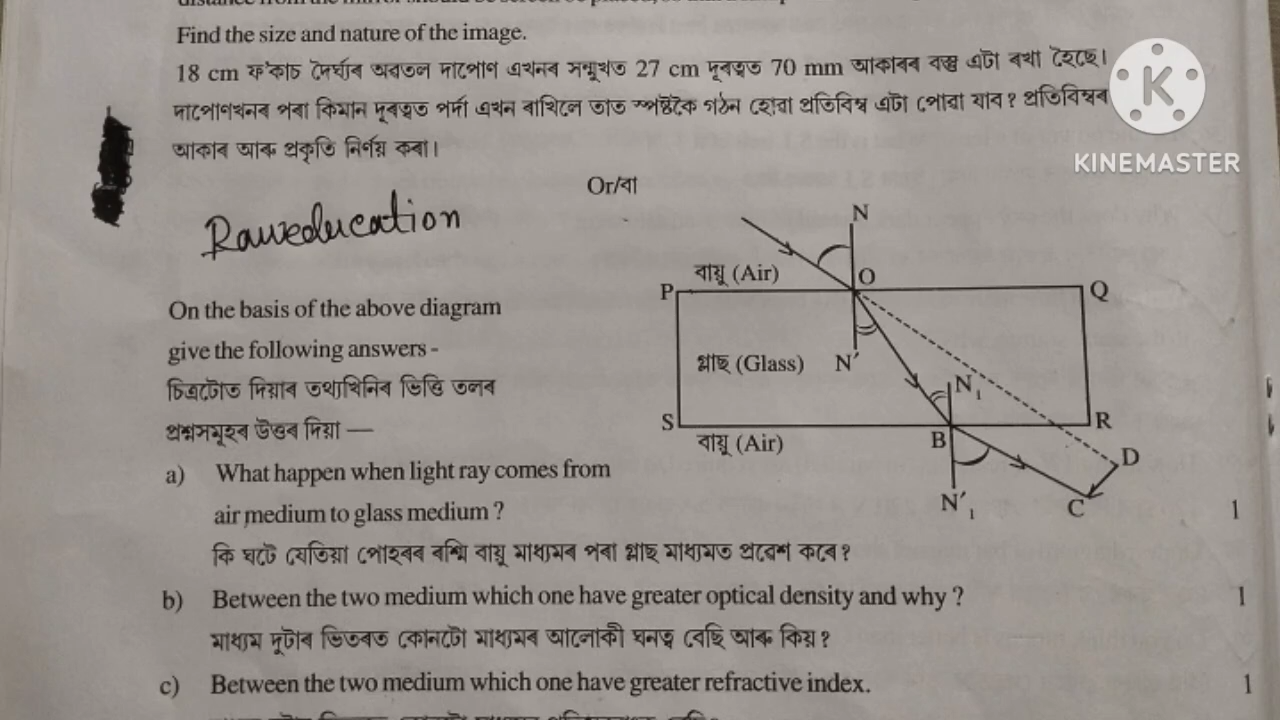 Find the size and nature of the image.
18 cm ফ'কাচ দৈৰ্ঘ্যৰ অৱতল দাপোণ এখনৰ সন্মুখত 27 cm দূৰত্বত 70 mm আকাৰৰ বস্তু এটা ৰখা হৈছে।
দাপোণখনৰ পৰা কিমান দূৰত্বত পৰ্দা এখন ৰাখিলে তাত স্পষ্টকৈ গঠন হোৱা প্ৰতিবিম্ব এটা পোৱা যাব? প্ৰতিবিম্বৰ
আকাৰ আৰু প্ৰকৃতি নিৰ্ণয় কৰা।
K
KINEMASTER
Or/বা
Raweducation
N
বায়ু (Air)
O
P
Q
On the basis of the above diagram
give the following answers -
গ্লাছ (Glass)
N′
চিত্ৰটোত দিয়াৰ তথ্যখিনিৰ ভিত্তি তলৰ
N₁
প্ৰশ্নসমূহৰ উত্তৰ দিয়া —
S
R
বায়ু (Air)
B
D
a) What happen when light ray comes from
air medium to glass medium ?
N′₁
C
1
কি ঘটে যেতিয়া পোহৰৰ ৰশ্মি বায়ু মাধ্যমৰ পৰা গ্লাছ মাধ্যমত প্ৰৱেশ কৰে?
b) Between the two medium which one have greater optical density and why ? 1
মাধ্যম দুটাৰ ভিতৰত কোনটো মাধ্যমৰ আলোকী ঘনত্ব বেছি আৰু কিয়?
c) Between the two medium which one have greater refractive index. 1